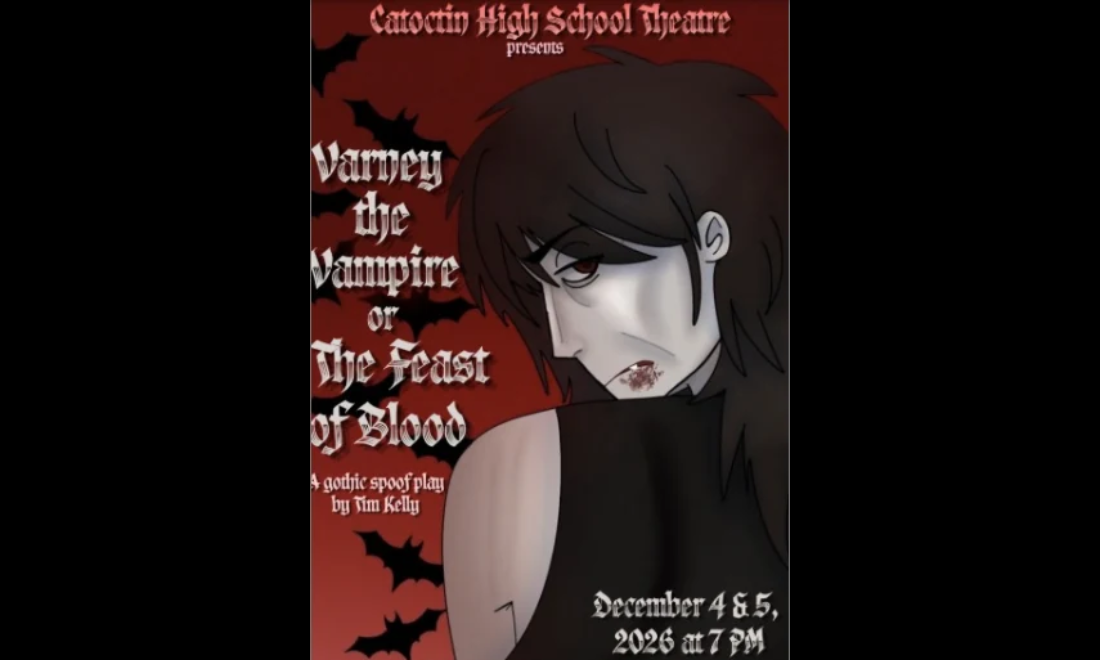 Catoctin High School Theatre
presents
Varney
the
Vampire
or
The Feast
of Blood
A gothic spoof play
by Tim Kelly
December 4 & 5,
2026 at 7 PM